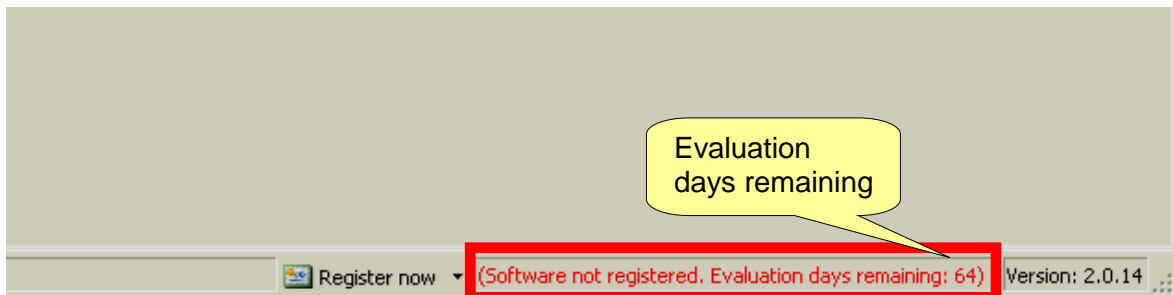 Evaluation
days remaining
Register now (Software not registered. Evaluation days remaining: 64) Version: 2.0.14